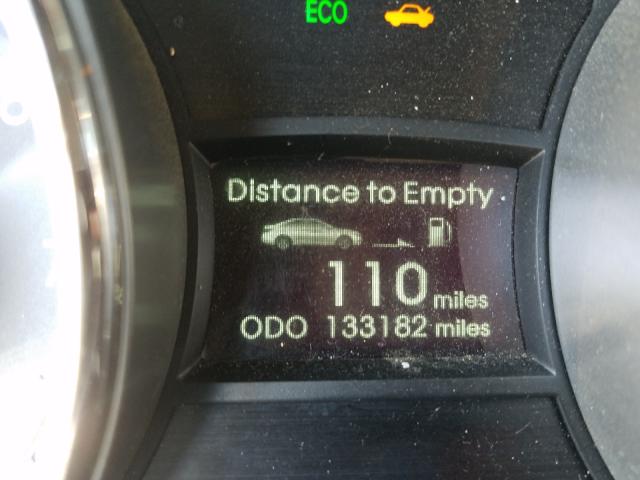 ECO
Distance to Empty
110 miles
ODO 133182 miles